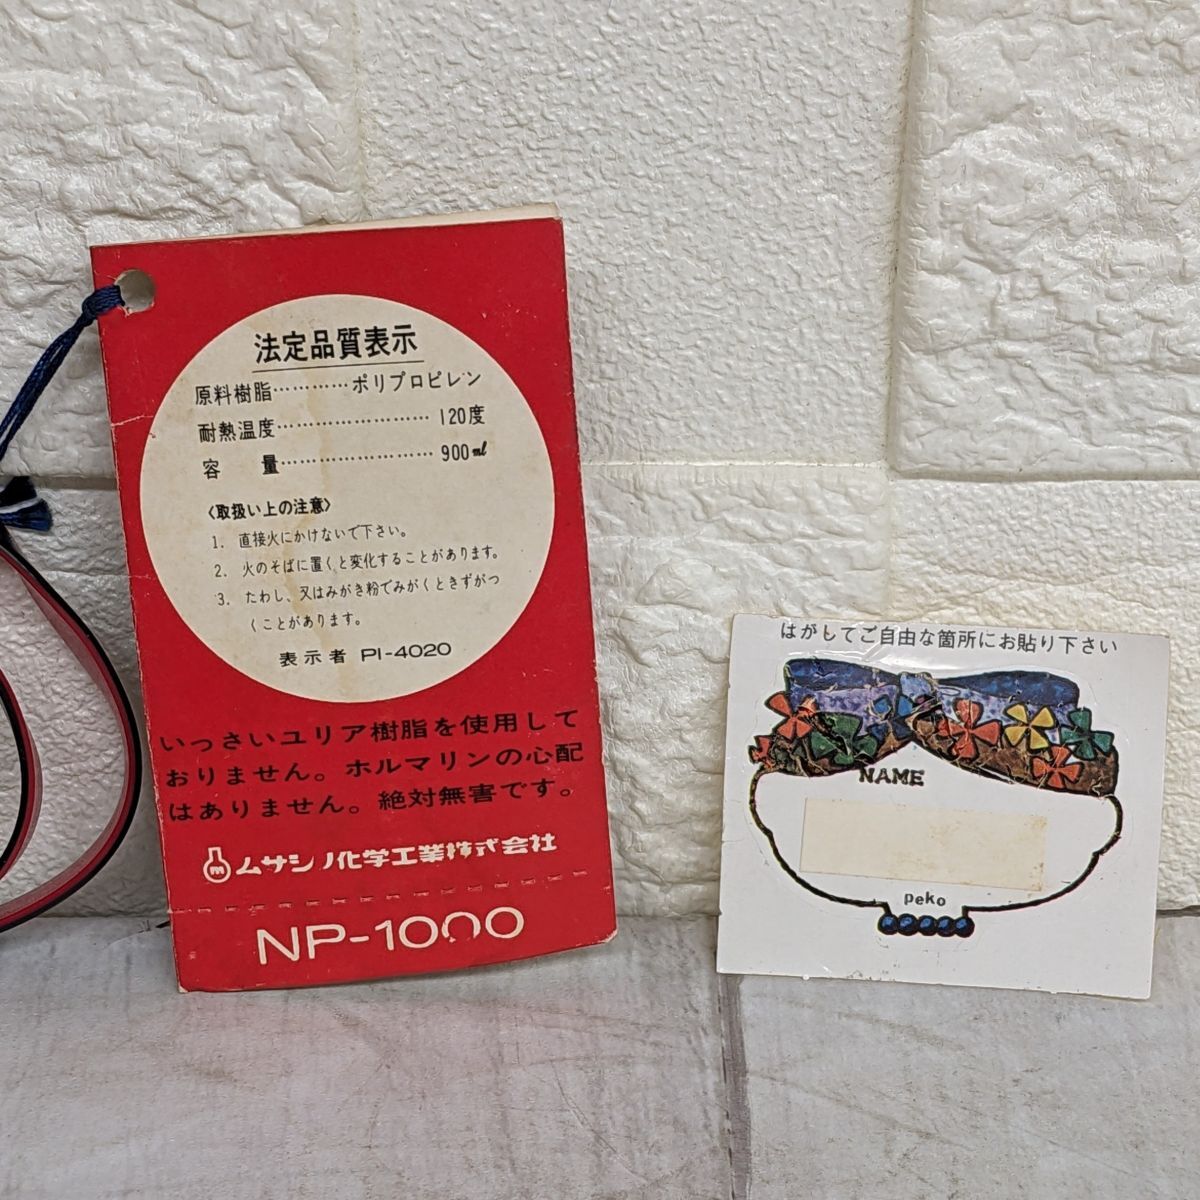 法定品質表示
原料樹脂…………ポリプロピレン
耐熱温度……………………120度
容　量……………………900ml
〈取扱い上の注意〉
1. 直接火にかけないで下さい。
2. 火のそばに置くと変化することがあります。
3. たわし、又はみがき粉でみがくときずがつ
くことがあります。
表示者 PI-4020
いっさいユリア樹脂を使用して
おりません。ホルマリンの心配
はありません。絶対無害です。
ムサシノ化学工業株式会社
NP-1000
はがしてご自由な箇所にお貼り下さい
NAME
peko